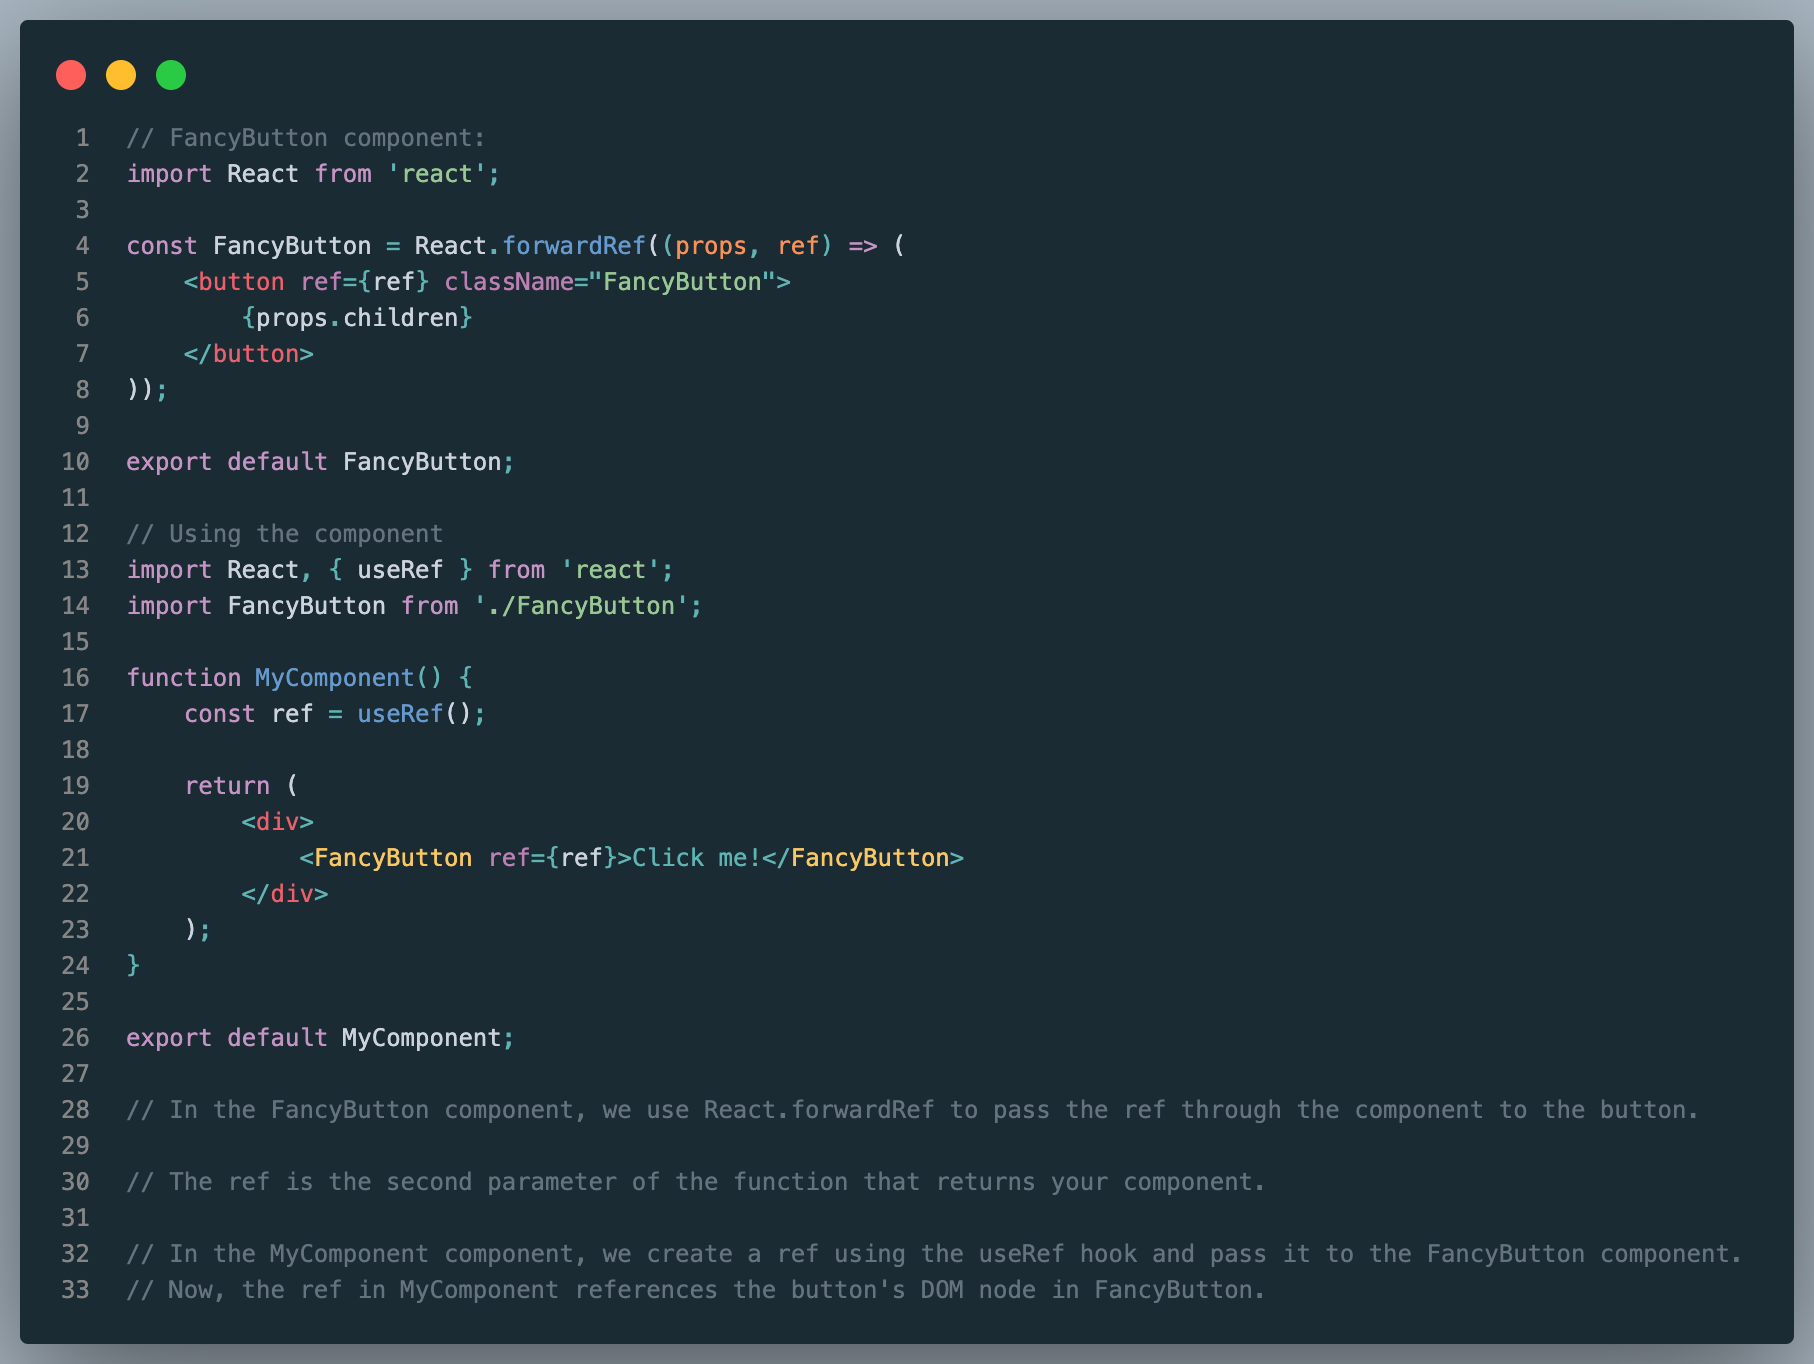 1 // FancyButton component:
2 import React from 'react';
3
4 const FancyButton = React.forwardRef((props, ref) => (
5     <button ref={ref} className="FancyButton">
6         {props.children}
7     </button>
8 ));
9
10 export default FancyButton;
11
12 // Using the component
13 import React, { useRef } from 'react';
14 import FancyButton from './FancyButton';
15
16 function MyComponent() {
17     const ref = useRef();
18
19     return (
20         <div>
21             <FancyButton ref={ref}>Click me!</FancyButton>
22         </div>
23     );
24 }
25
26 export default MyComponent;
27
28 // In the FancyButton component, we use React.forwardRef to pass the ref through the component to the button.
29
30 // The ref is the second parameter of the function that returns your component.
31
32 // In the MyComponent component, we create a ref using the useRef hook and pass it to the FancyButton component.
33 // Now, the ref in MyComponent references the button's DOM node in FancyButton.